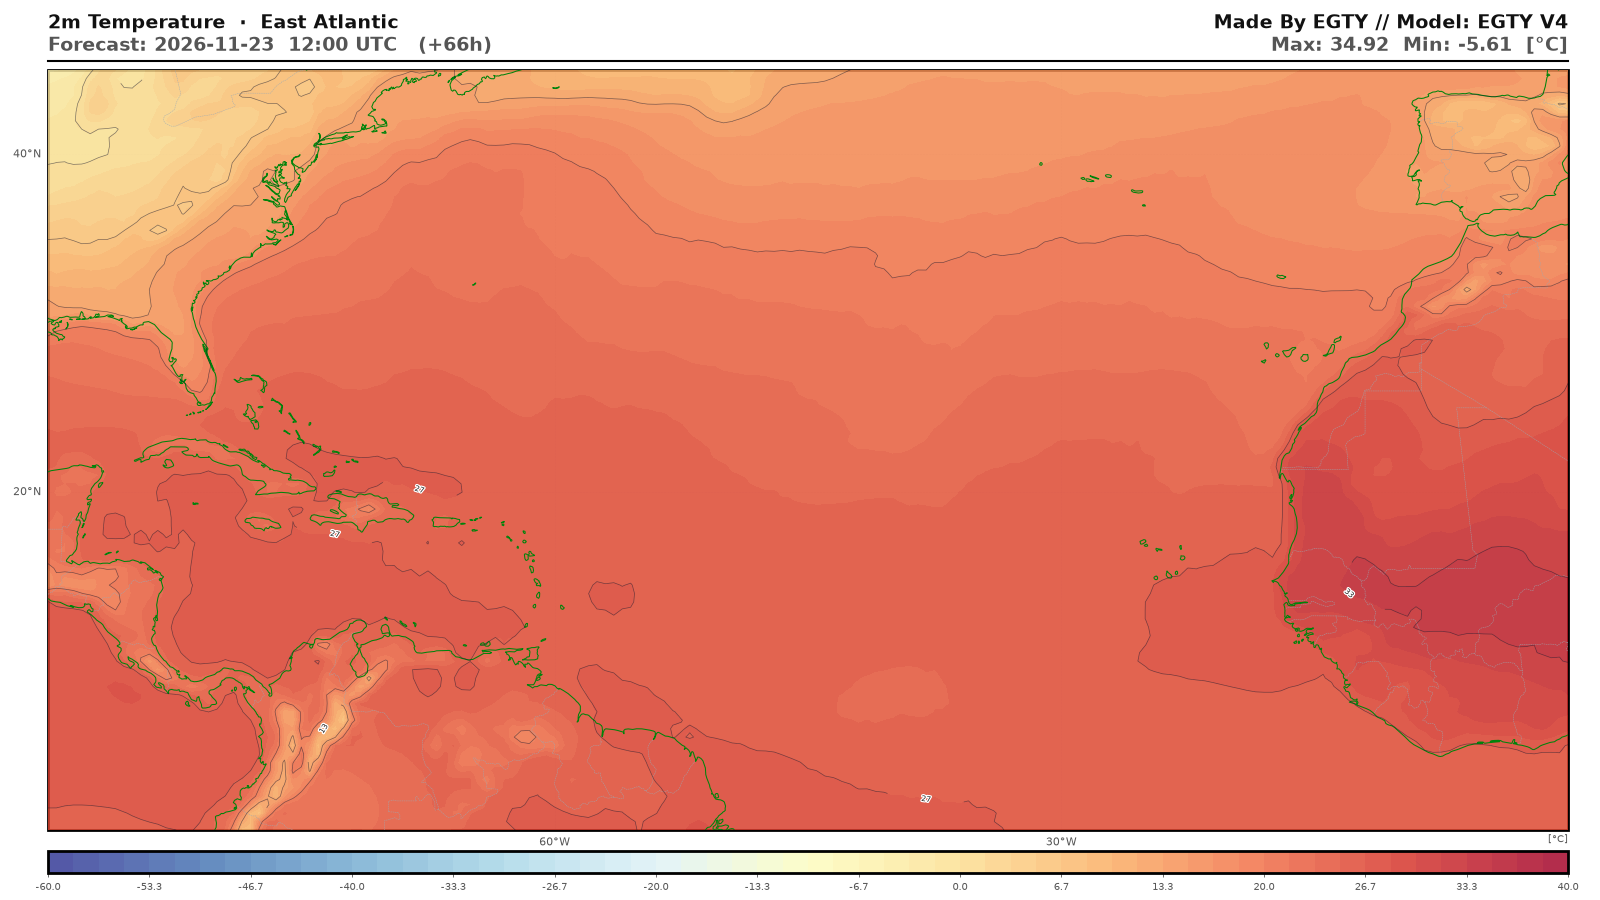 2m Temperature · East Atlantic
Made By EGTY // Model: EGTY V4
Forecast: 2026-11-23 12:00 UTC (+66h)
Max: 34.92 Min: -5.61 [°C]
40°N
20°N
27
27
33
13
27
60°W
30°W
[°C]
-60.0 -53.3 -46.7 -40.0 -33.3 -26.7 -20.0 -13.3 -6.7 0.0 6.7 13.3 20.0 26.7 33.3 40.0